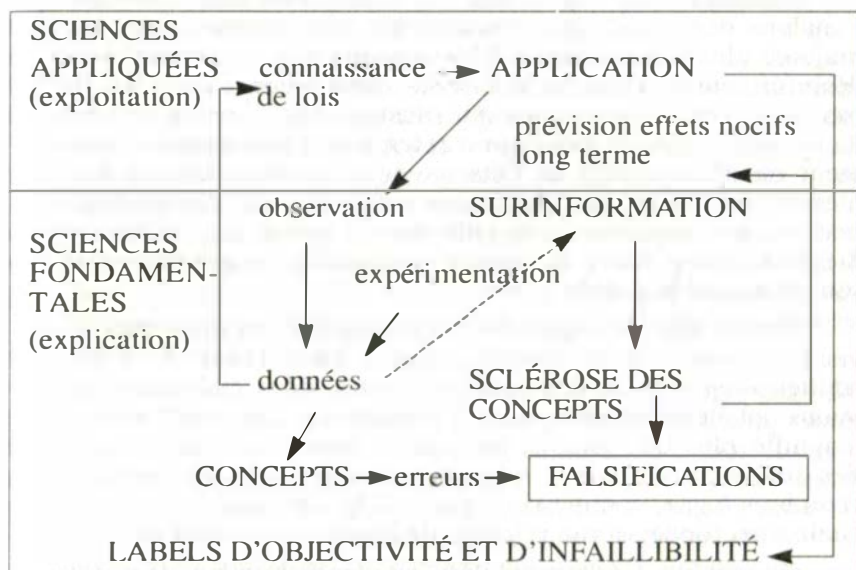 SCIENCES
APPLIQUÉES
(exploitation)
connaissance
de lois
APPLICATION
prévision effets nocifs
long terme
observation
SURINFORMATION
SCIENCES
FONDAMEN-
TALES
(explication)
expérimentation
données
SCLÉROSE DES
CONCEPTS
CONCEPTS
erreurs
FALSIFICATIONS
LABELS D'OBJECTIVITÉ ET D'INFAILLIBILITÉ